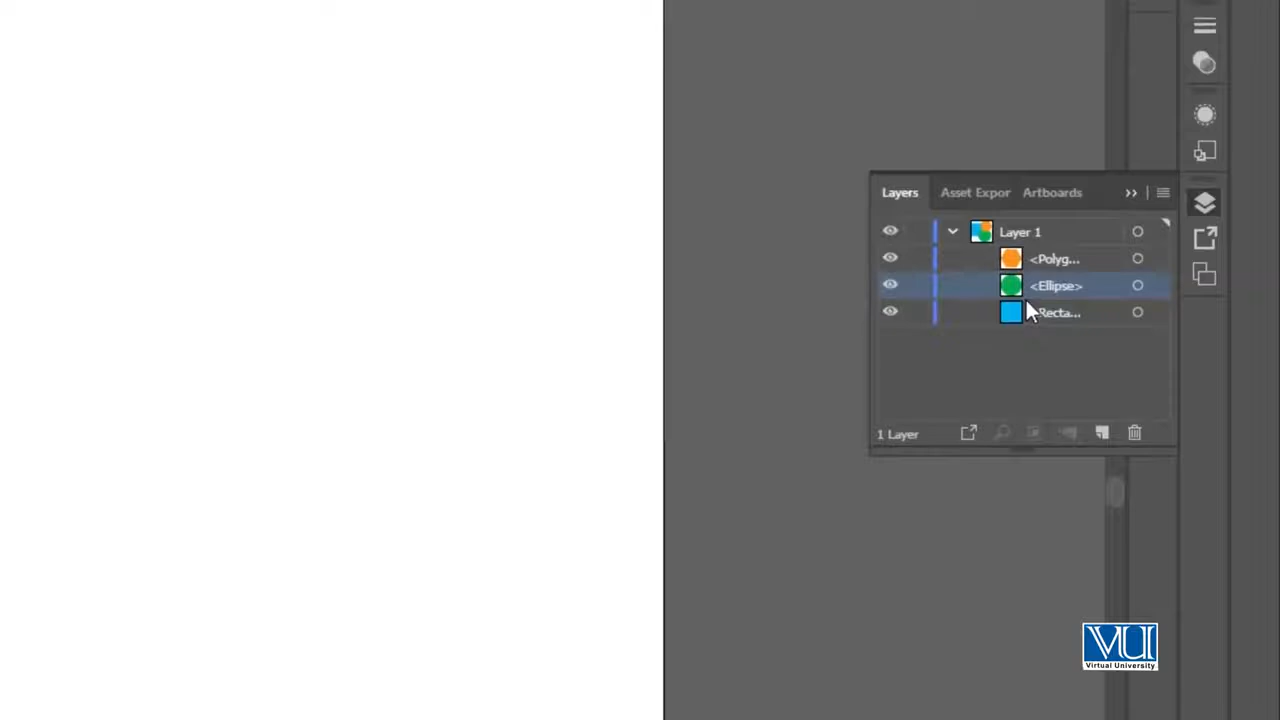 Layers Asset Expor Artboards
Layer 1
<Polyg...
<Ellipse>
Recta...
1 Layer
VU
Virtual University